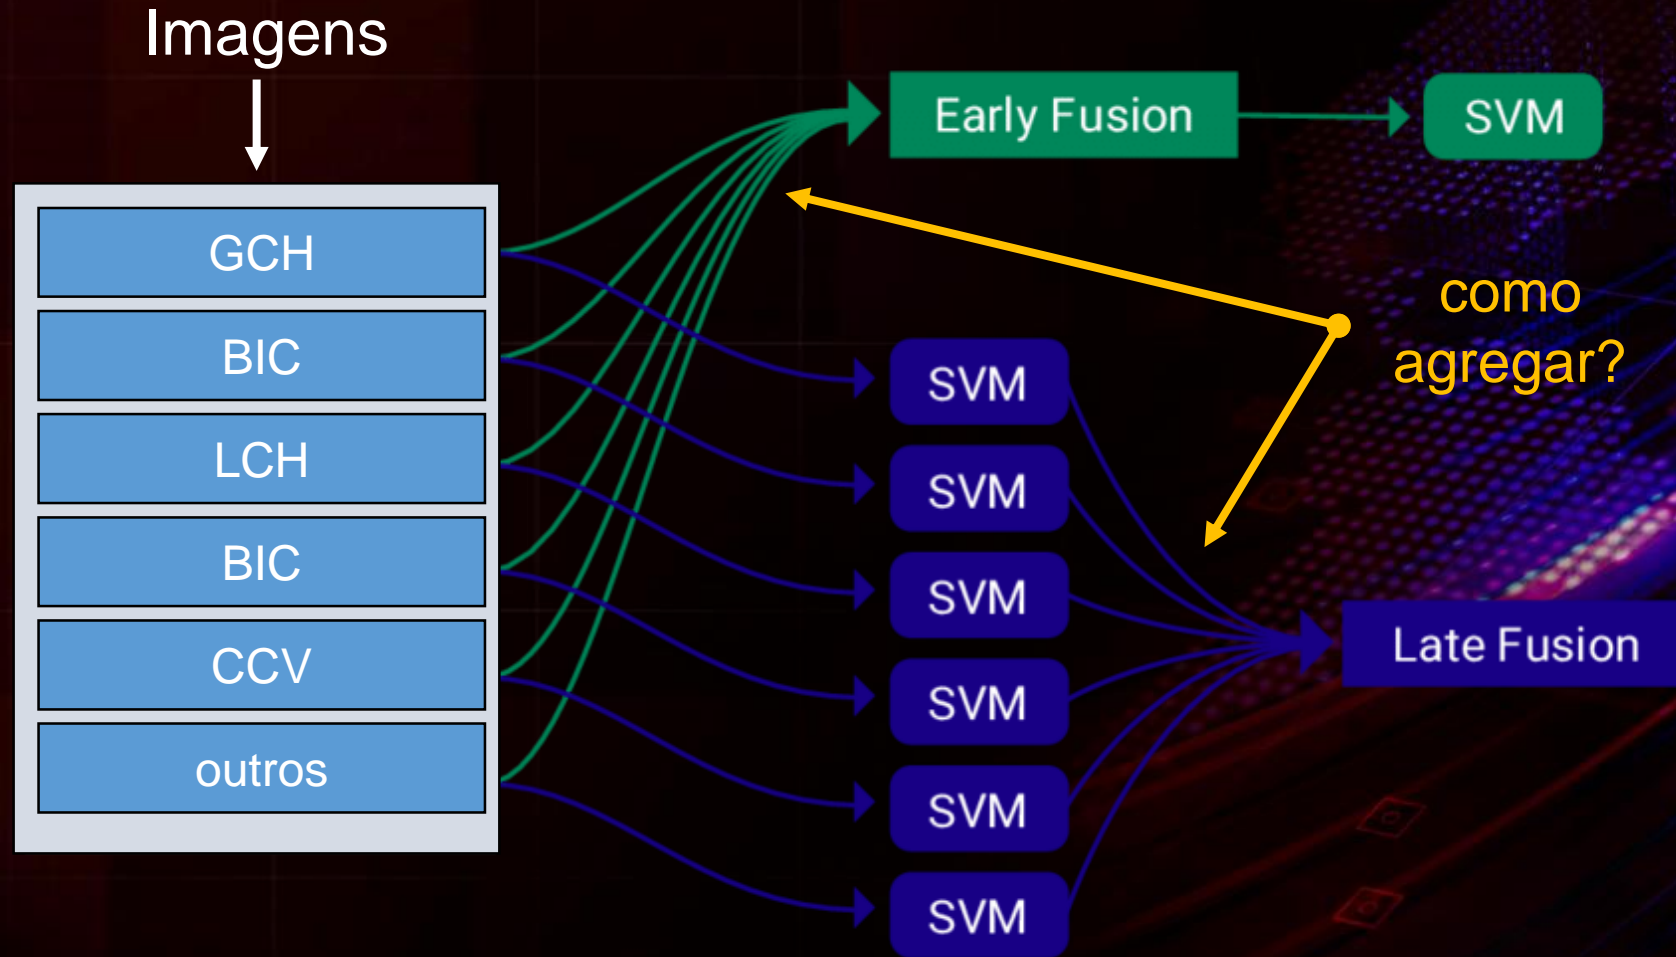 Imagens
GCH
BIC
LCH
BIC
CCV
outros
Early Fusion
SVM
como
agregar?
SVM
SVM
SVM
SVM
SVM
SVM
Late Fusion